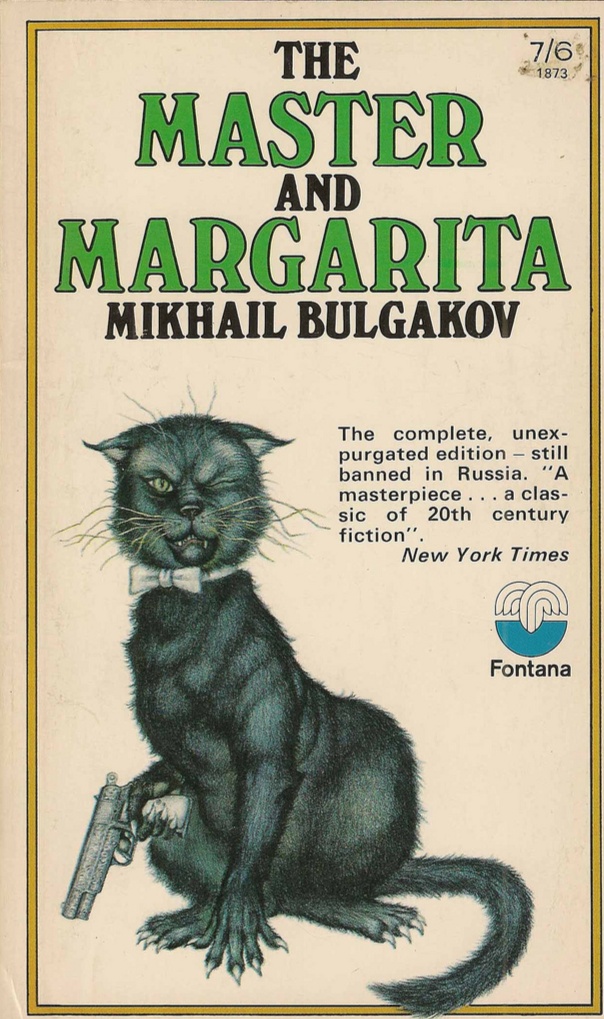 THE
7/6
1873
MASTER
AND
MARGARITA
MIKHAIL BULGAKOV
The complete, unex-
purgated edition – still
banned in Russia. "A
masterpiece . . . a clas-
sic of 20th century
fiction".
New York Times
Fontana